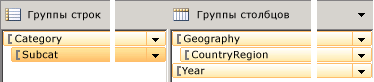 Группы строк
Группы столбцов
Category
Subcat
Geography
CountryRegion
Year